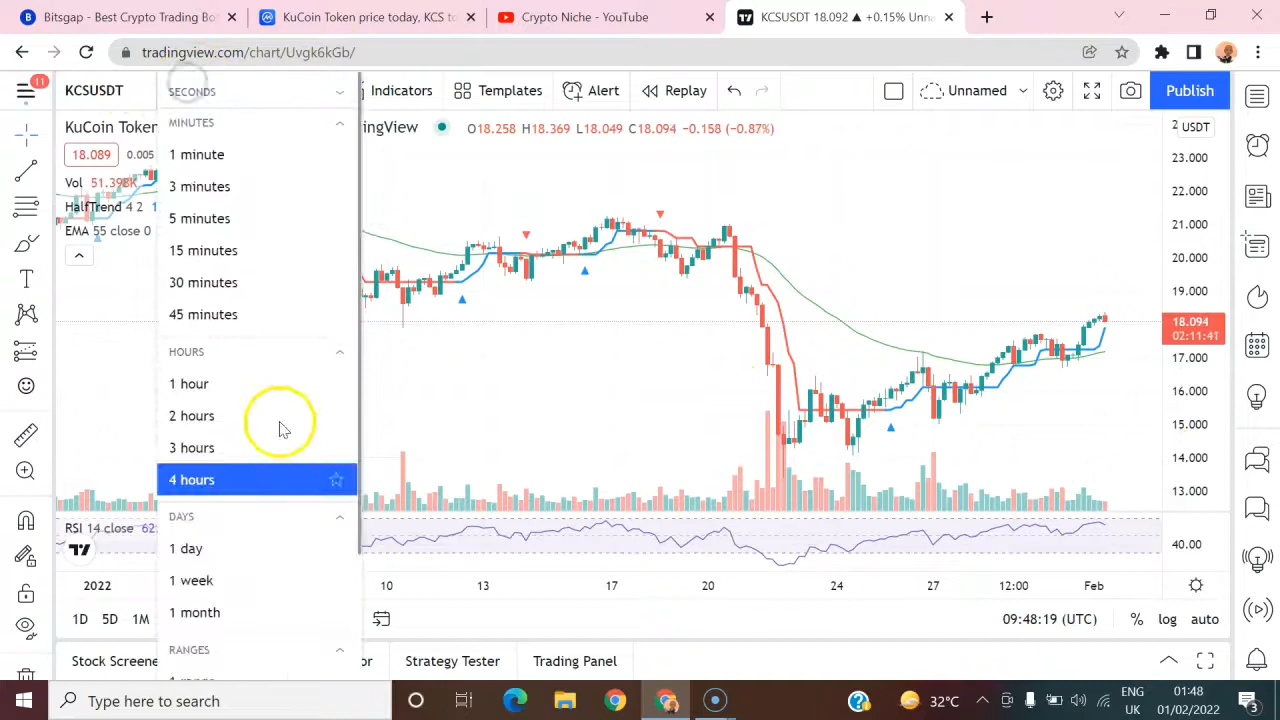 Bitsgap - Best Crypto Trading Bo
KuCoin Token price today, KCS to
Crypto Niche - YouTube
KCSUSDT 18.092 ▲ +0.15% Unna
tradingview.com/chart/Uvgk6kGb/
11
KCSUSDT
Indicators
Templates
Alert
Replay
Unnamed
Publish
KuCoin Token
ingView
O18.258 H18.369 L18.049 C18.094 −0.158 (−0.87%)
18.089
0.005
Vol 51.398K
HalfTrend 4 2
EMA 55 close 0
SECONDS
MINUTES
1 minute
3 minutes
5 minutes
15 minutes
30 minutes
45 minutes
HOURS
1 hour
2 hours
3 hours
4 hours
DAYS
1 day
1 week
1 month
RANGES
USDT
23.000
22.000
21.000
20.000
19.000
18.094
02:11:41
17.000
16.000
15.000
14.000
13.000
RSI 14 close 62
40.00
2022
10
13
17
20
24
27
12:00
Feb
1D 5D 1M
09:48:19 (UTC)
% log auto
Stock Screene
or
Strategy Tester
Trading Panel
Type here to search
32°C
ENG
UK
01:48
01/02/2022
3